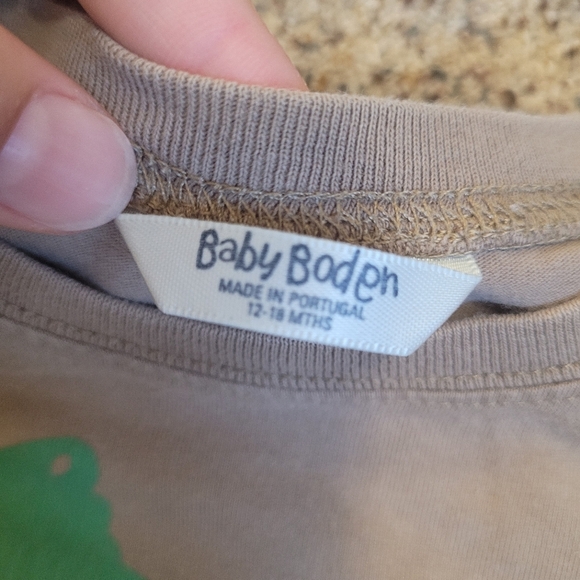 Baby Boden
MADE IN PORTUGAL
12-18 MTHS